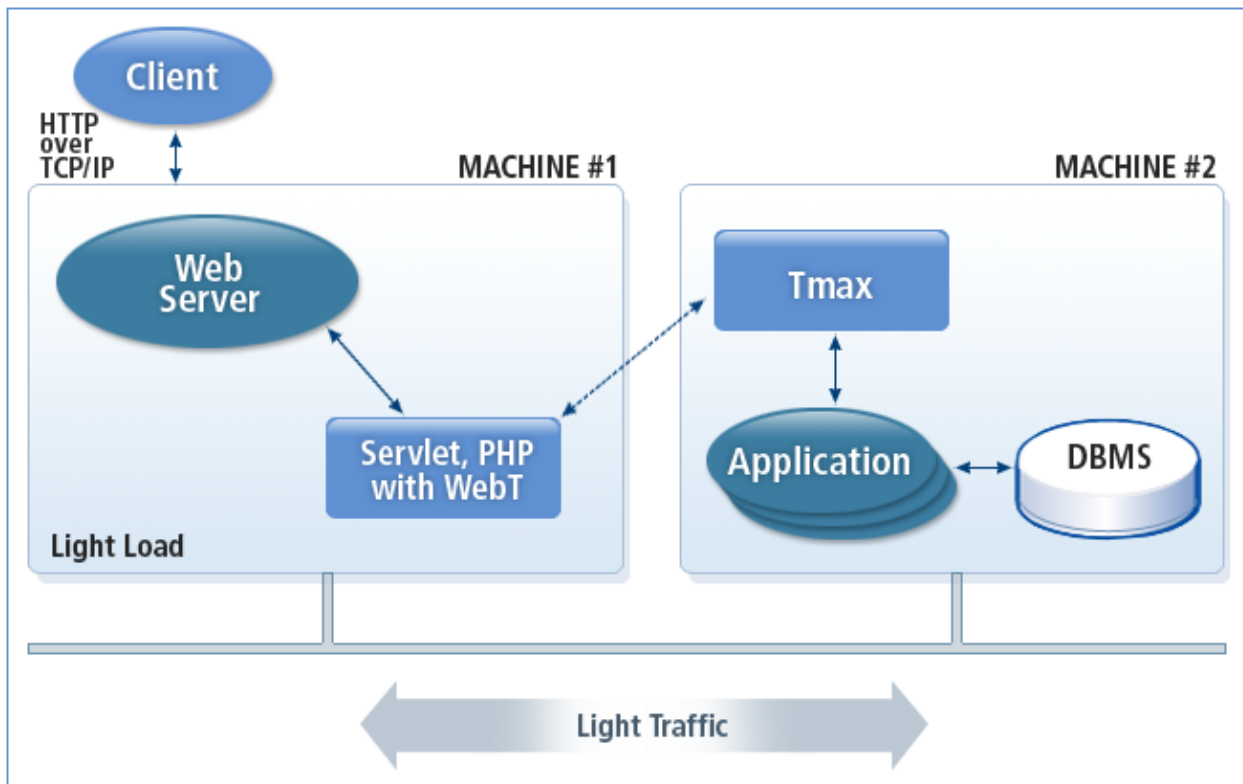 Client
HTTP
over
TCP/IP
MACHINE #1
MACHINE #2
Web
Server
Tmax
Servlet, PHP
with WebT
Application
DBMS
Light Load
Light Traffic